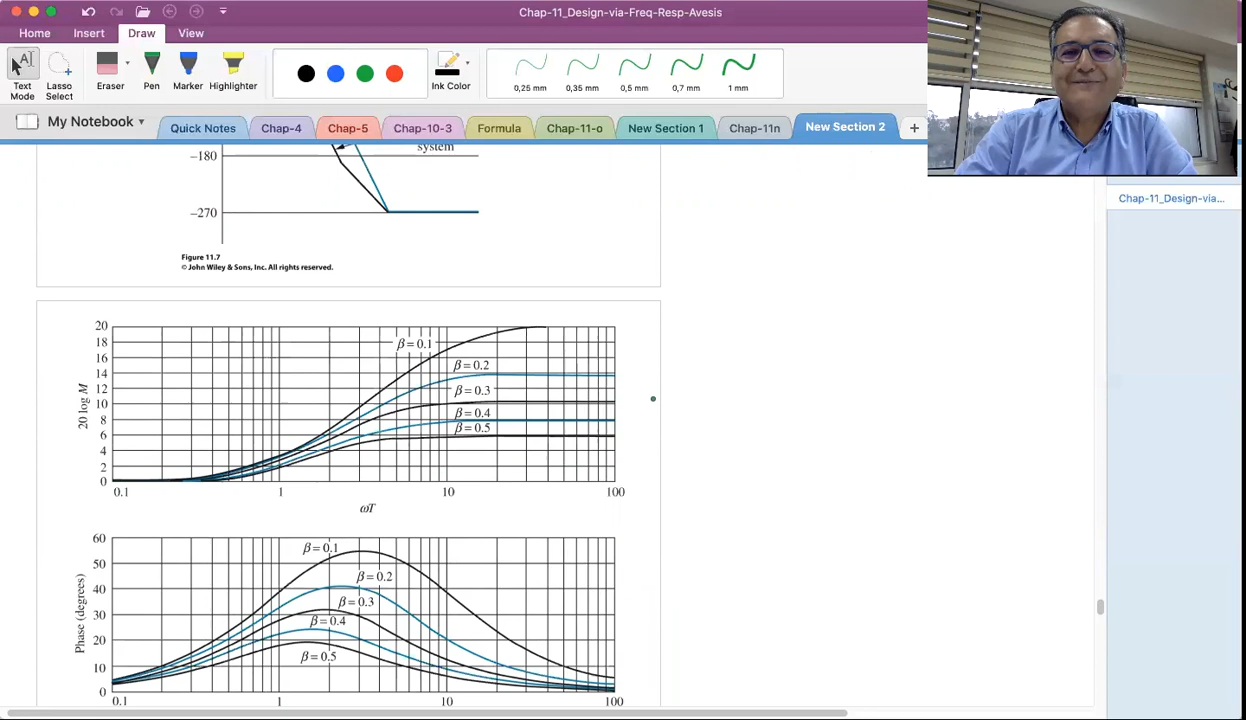 Chap-11_Design-via-Freq-Resp-Avesis
Home Insert Draw View
Text Mode
Lasso Select
Eraser
Pen
Marker
Highlighter
Ink Color
0,25 mm
0,35 mm
0,5 mm
0,7 mm
1 mm
My Notebook
Quick Notes
Chap-4
Chap-5
Chap-10-3
Formula
Chap-11-o
New Section 1
Chap-11n
New Section 2
Chap-11_Design-via...
system
–180
–270
Figure 11.7
© John Wiley & Sons, Inc. All rights reserved.
20
18
16
14
12
10
8
6
4
2
0
20 log M
β = 0.1
β = 0.2
β = 0.3
β = 0.4
β = 0.5
0.1 1 10 100
ωT
60
50
40
30
20
10
0
Phase (degrees)
β = 0.1
β = 0.2
β = 0.3
β = 0.4
β = 0.5
0.1 1 10 100